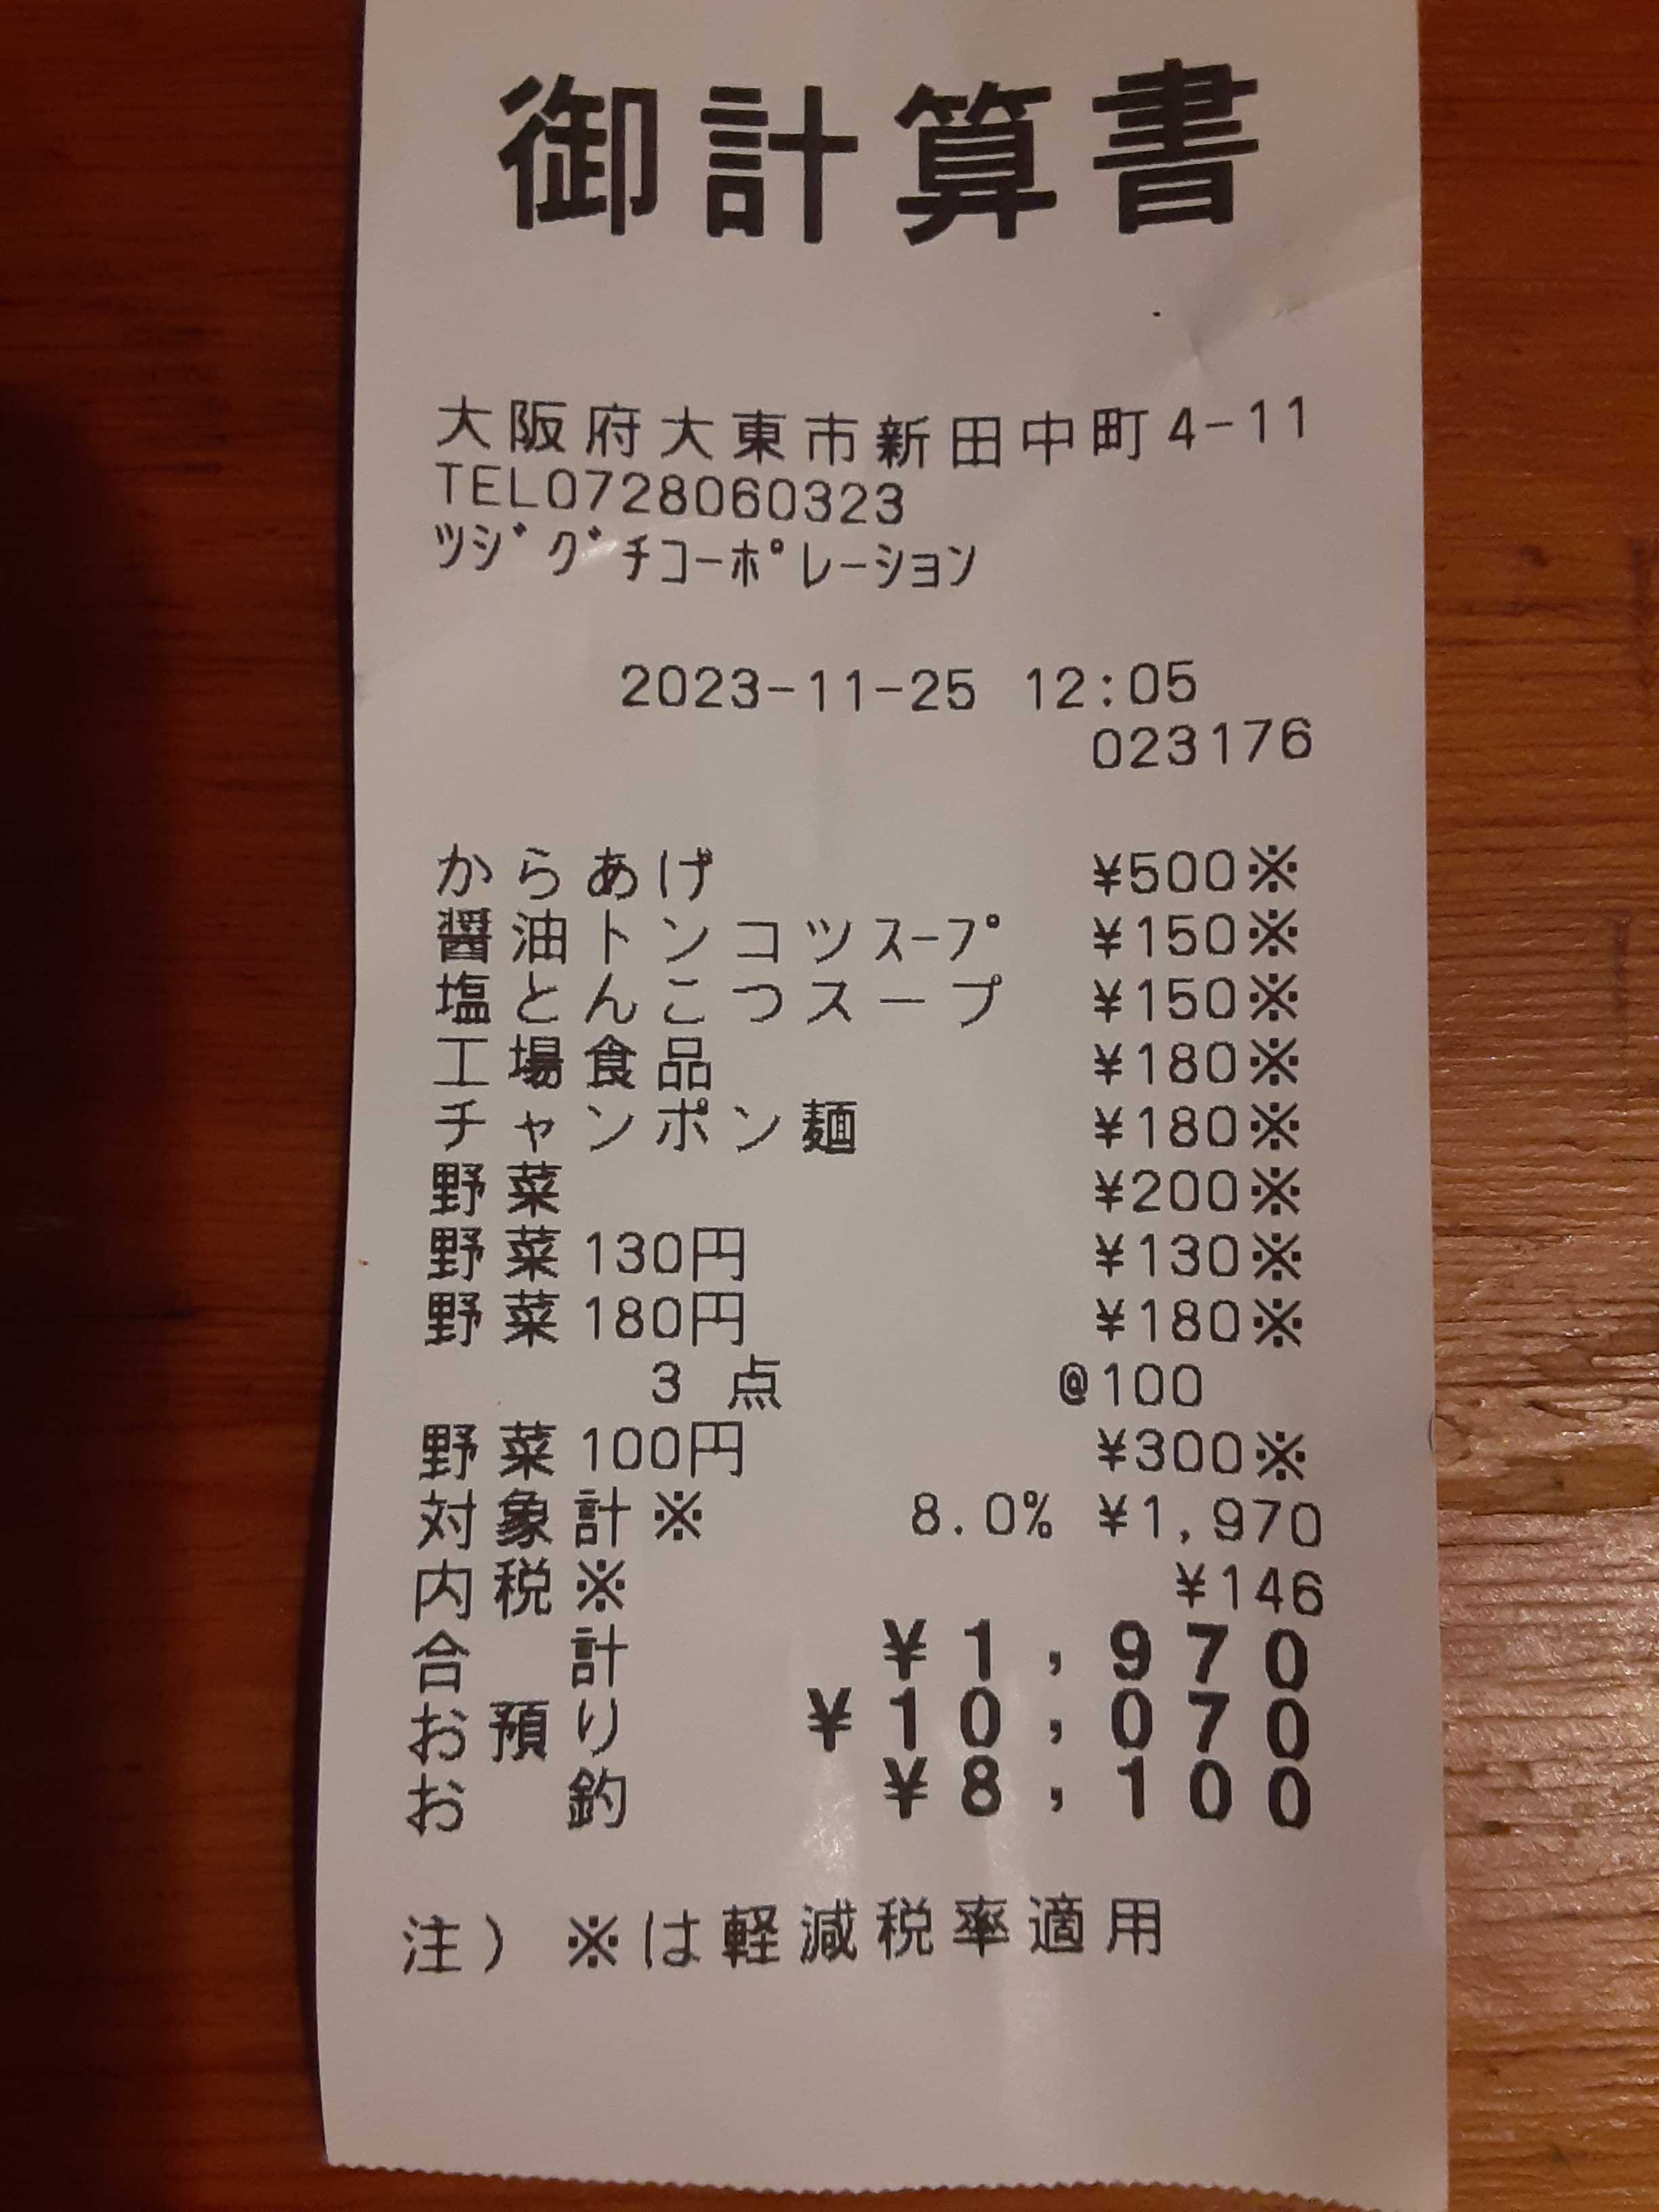 御計算書
大阪府大東市新田中町4-11
TEL0728060323
ﾂｼﾞｸﾞﾁｺｰﾎﾟﾚｰｼｮﾝ
2023-11-25 12:05
023176
からあげ ¥500※
醤油トンコツｽｰﾌﾟ ¥150※
塩とんこつスープ ¥150※
工場食品 ¥180※
チャンポン麺 ¥180※
野菜 ¥200※
野菜130円 ¥130※
野菜180円 ¥180※
3 点 @100
野菜100円 ¥300※
対象計※ 8.0% ¥1,970
内税※ ¥146
合 計 ¥1,970
お預り ¥10,070
お 釣 ¥8,100
注)※は軽減税率適用